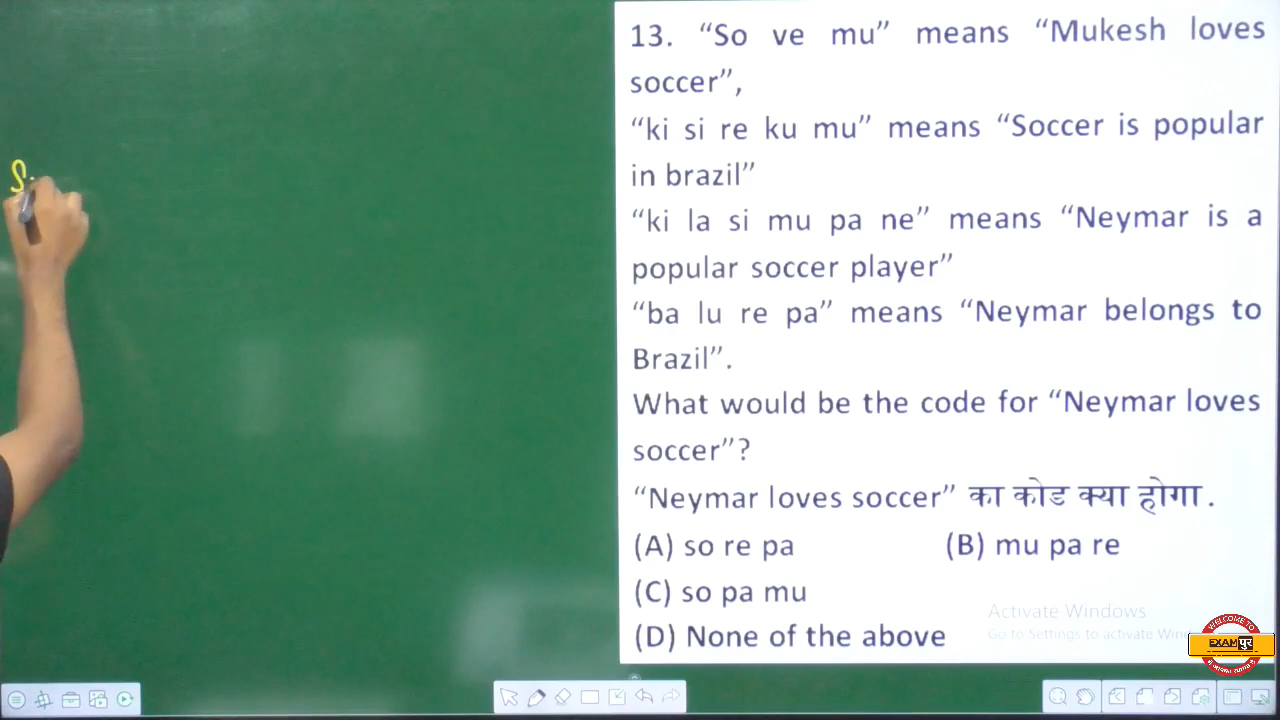 S
13. “So ve mu” means “Mukesh loves
soccer”,
“ki si re ku mu” means “Soccer is popular
in brazil”
“ki la si mu pa ne” means “Neymar is a
popular soccer player”
“ba lu re pa” means “Neymar belongs to
Brazil”.
What would be the code for “Neymar loves
soccer”?
“Neymar loves soccer” का कोड क्या होगा.
(A) so re pa (B) mu pa re
(C) so pa mu
(D) None of the above
Activate Windows
Go to Settings to activate
WELCOME TO
EXAM पुर